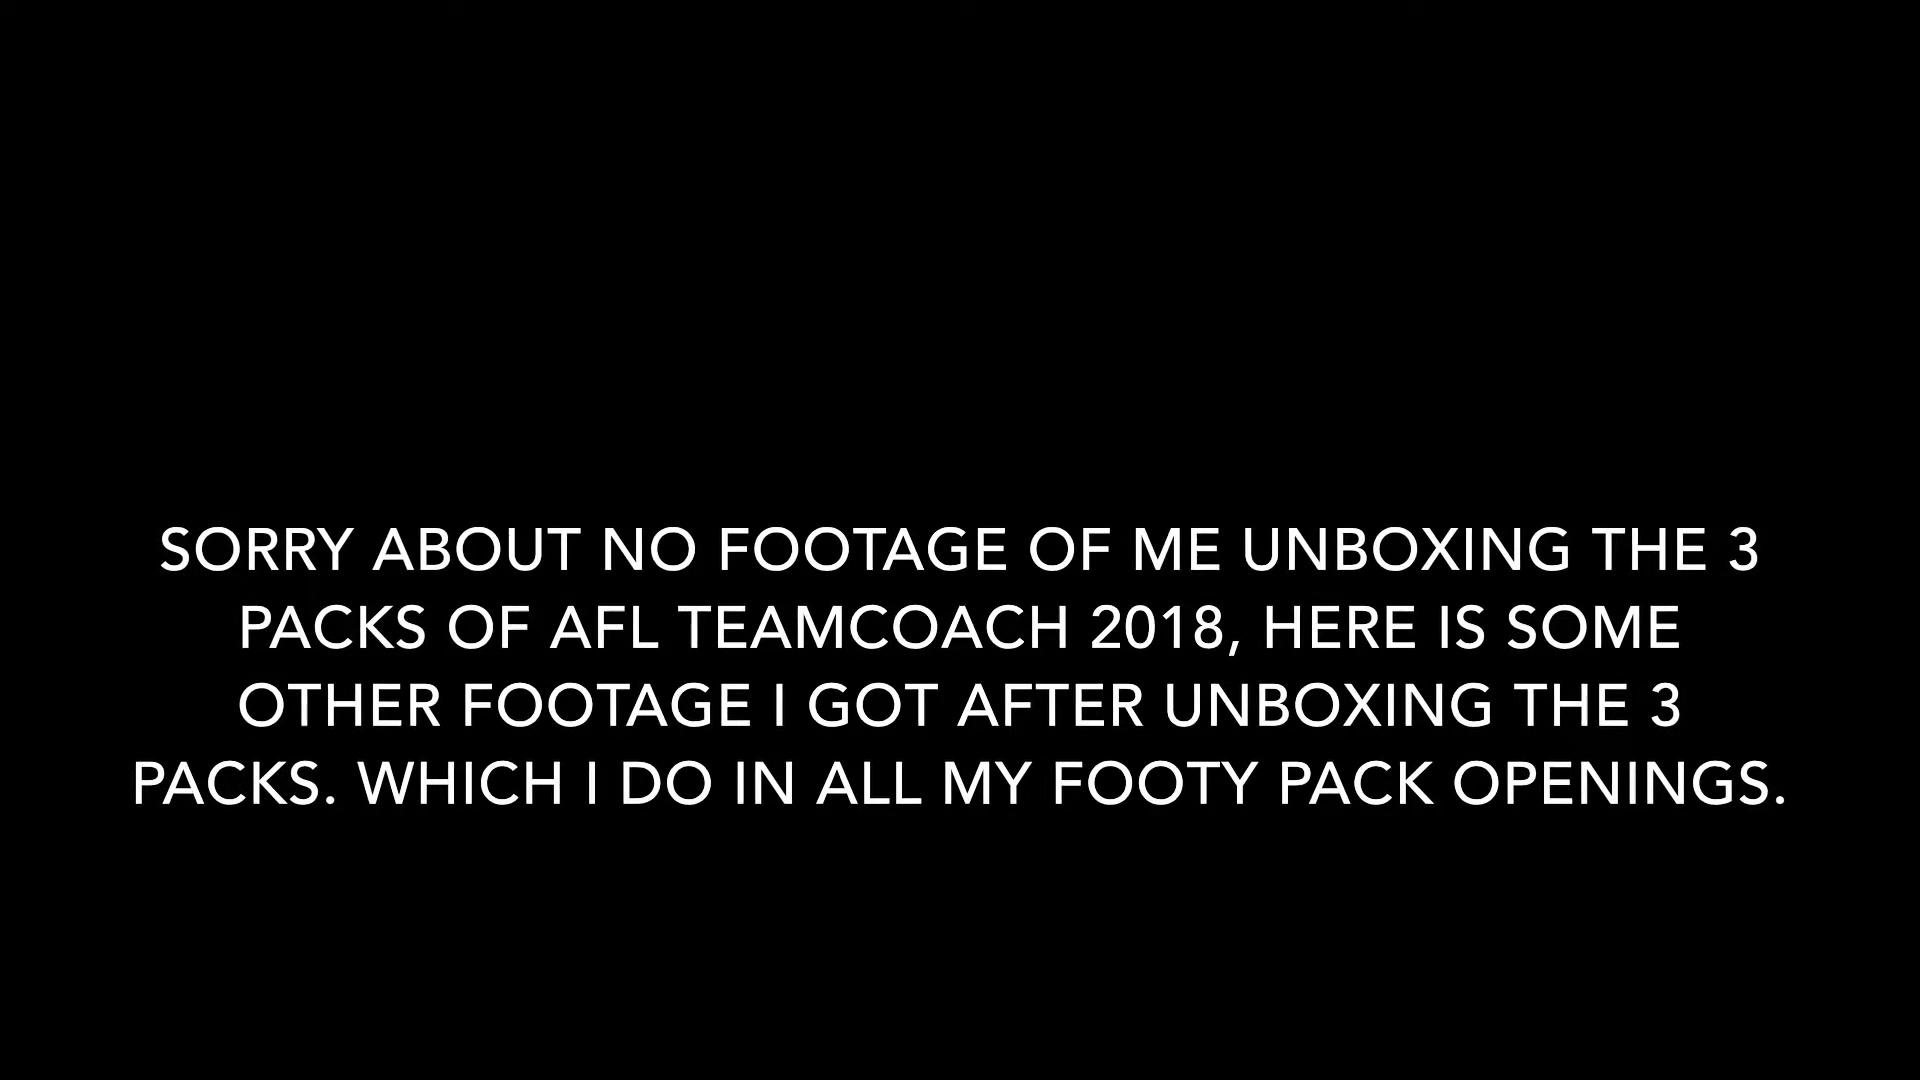 SORRY ABOUT NO FOOTAGE OF ME UNBOXING THE 3
PACKS OF AFL TEAMCOACH 2018, HERE IS SOME
OTHER FOOTAGE I GOT AFTER UNBOXING THE 3
PACKS. WHICH I DO IN ALL MY FOOTY PACK OPENINGS.